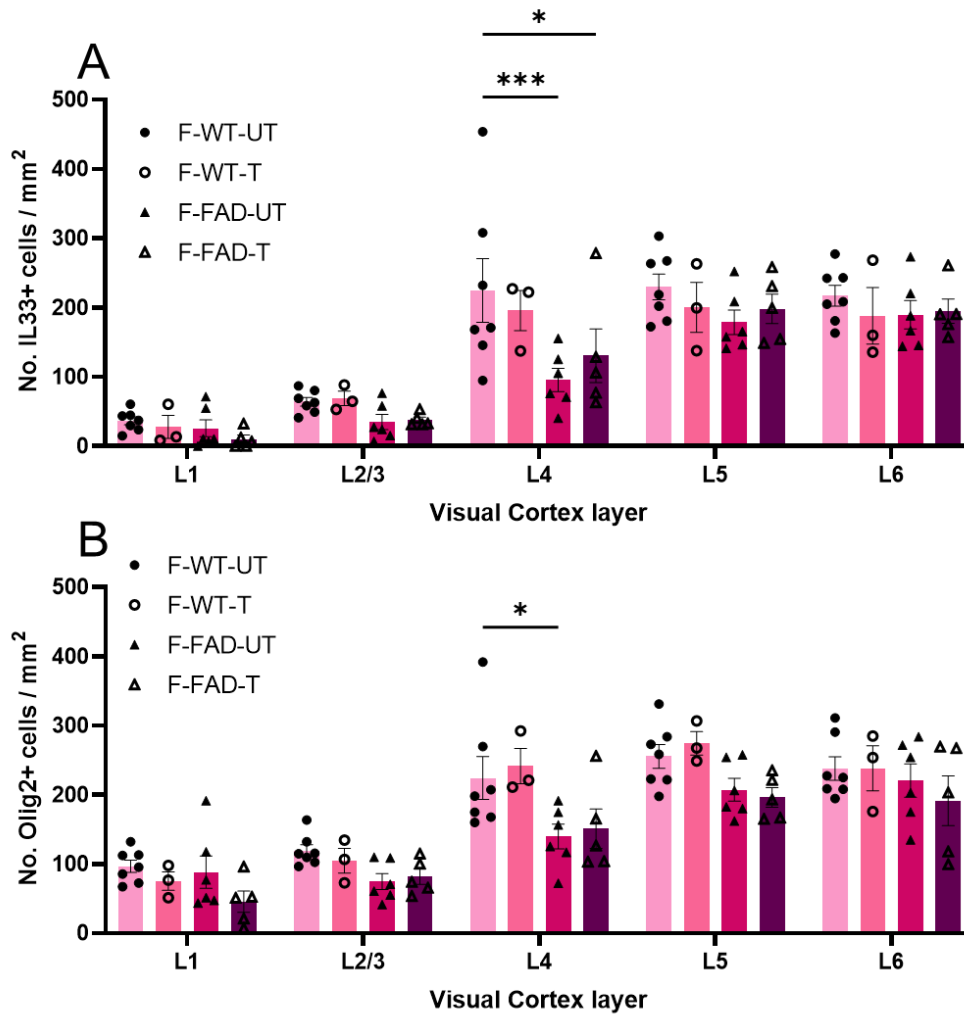 A
*
***
500
400
300
200
100
0
No. IL33+ cells / mm²
F-WT-UT
F-WT-T
F-FAD-UT
F-FAD-T
L1 L2/3 L4 L5 L6
Visual Cortex layer
B
*
500
400
300
200
100
0
No. Olig2+ cells / mm²
F-WT-UT
F-WT-T
F-FAD-UT
F-FAD-T
L1 L2/3 L4 L5 L6
Visual Cortex layer